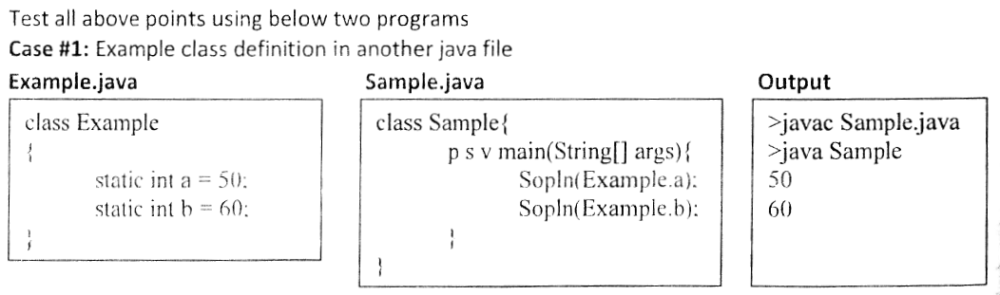 Test all above points using below two programs
Case #1: Example class definition in another java file
Example.java
class Example
{
static int a = 50;
static int b = 60;
}
Sample.java
class Sample{
p s v main(String[] args){
Sopln(Example.a);
Sopln(Example.b);
}
}
Output
>javac Sample.java
>java Sample
50
60